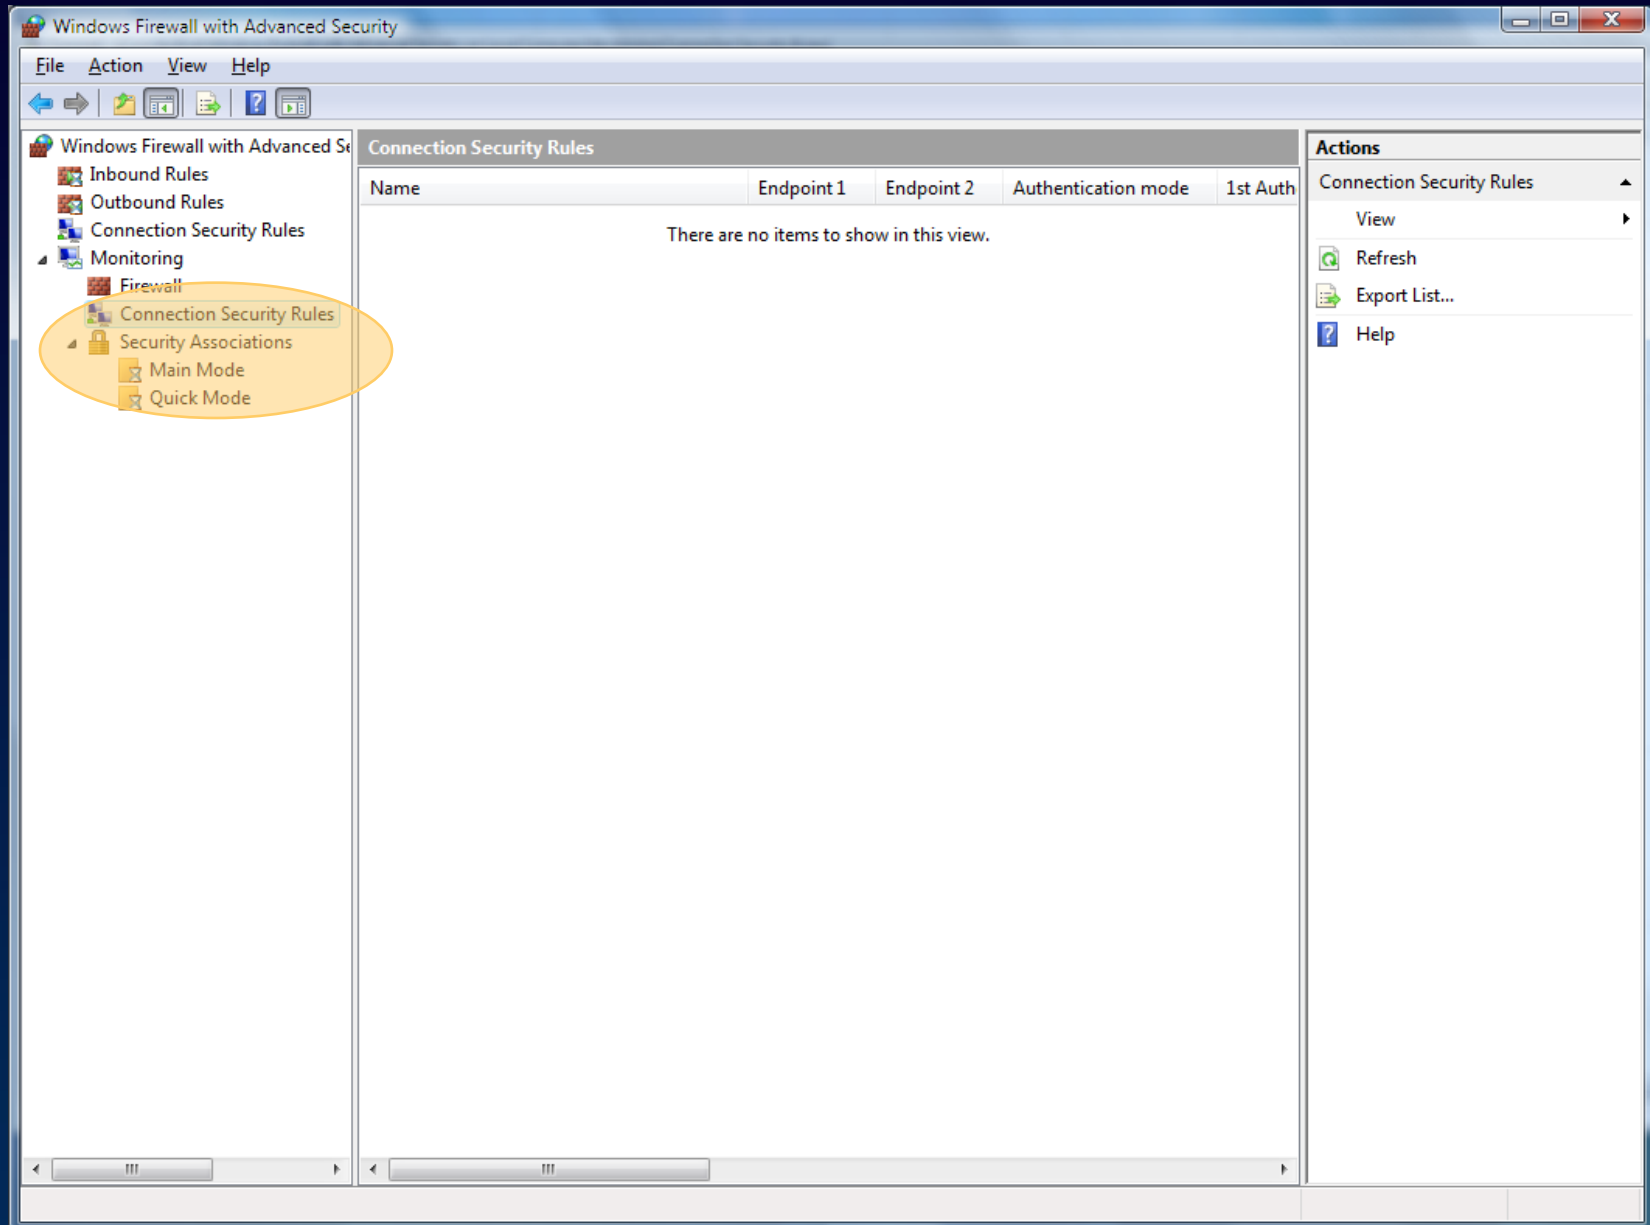 Windows Firewall with Advanced Security
File Action View Help
Windows Firewall with Advanced Se
Inbound Rules
Outbound Rules
Connection Security Rules
Monitoring
Firewall
Connection Security Rules
Security Associations
Main Mode
Quick Mode
Connection Security Rules
Name Endpoint 1 Endpoint 2 Authentication mode 1st Auth
There are no items to show in this view.
Actions
Connection Security Rules
View
Refresh
Export List...
Help